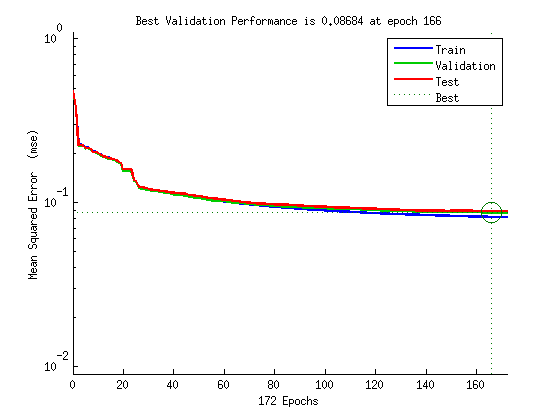 Best Validation Performance is 0.08684 at epoch 166
10^0
Train
Validation
Test
Best
Mean Squared Error (mse)
10^-1
10^-2
0 20 40 60 80 100 120 140 160
172 Epochs